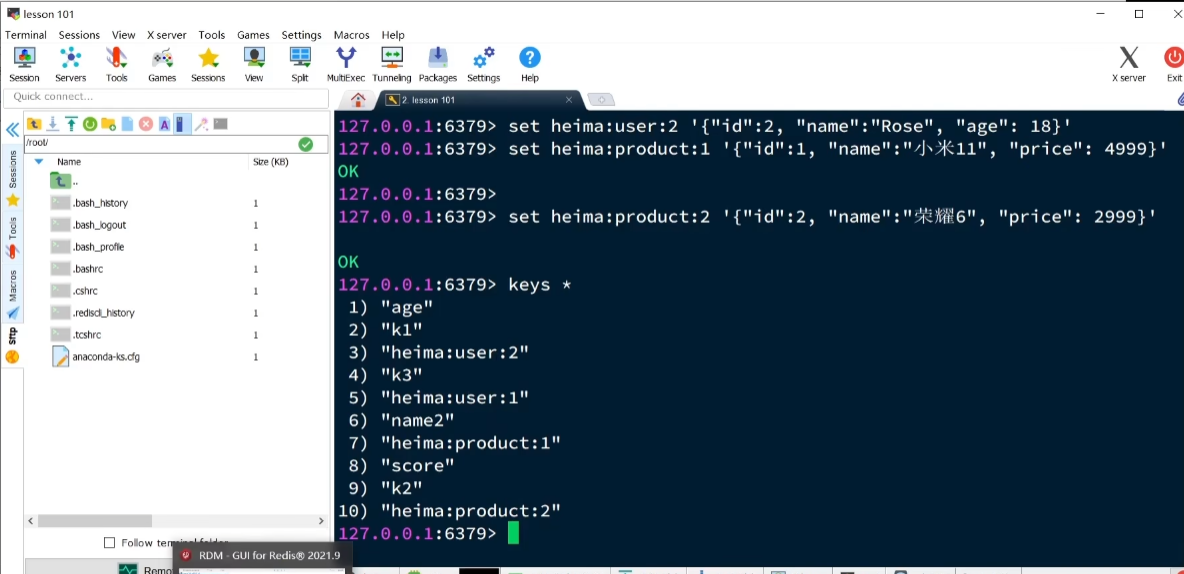 lesson 101
Terminal Sessions View X server Tools Games Settings Macros Help
Session Servers Tools Games Sessions View Split MultiExec Tunneling Packages Settings Help X server Exit
Quick connect...
2. lesson 101
/root/
Name Size (KB)
..
.bash_history 1
.bash_logout 1
.bash_profile 1
.bashrc 1
.cshrc 1
.rediscli_history 1
.tcshrc 1
anaconda-ks.cfg 1
Sessions
Tools
Macros
Sftp
127.0.0.1:6379> set heima:user:2 '{"id":2, "name":"Rose", "age": 18}'
127.0.0.1:6379> set heima:product:1 '{"id":1, "name":"小米11", "price": 4999}'
OK
127.0.0.1:6379>
127.0.0.1:6379> set heima:product:2 '{"id":2, "name":"荣耀6", "price": 2999}'
OK
127.0.0.1:6379> keys *
1) "age"
2) "k1"
3) "heima:user:2"
4) "k3"
5) "heima:user:1"
6) "name2"
7) "heima:product:1"
8) "score"
9) "k2"
10) "heima:product:2"
127.0.0.1:6379>
Follow
RDM - GUI for Redis® 2021.9